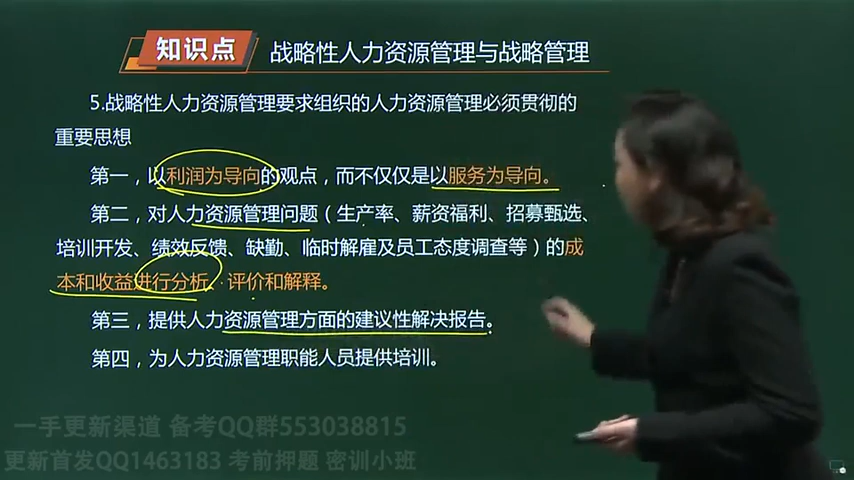 知识点
战略性人力资源管理与战略管理
5.战略性人力资源管理要求组织的人力资源管理必须贯彻的
重要思想
第一，以利润为导向的观点，而不仅仅是以服务为导向。
第二，对人力资源管理问题（生产率、薪资福利、招募甄选、
培训开发、绩效反馈、缺勤、临时解雇及员工态度调查等）的成
本和收益进行分析、评价和解释。
第三，提供人力资源管理方面的建议性解决报告。
第四，为人力资源管理职能人员提供培训。
一手更新渠道 备考QQ群553038815
更新首发QQ1463183 考前押题 密训小班